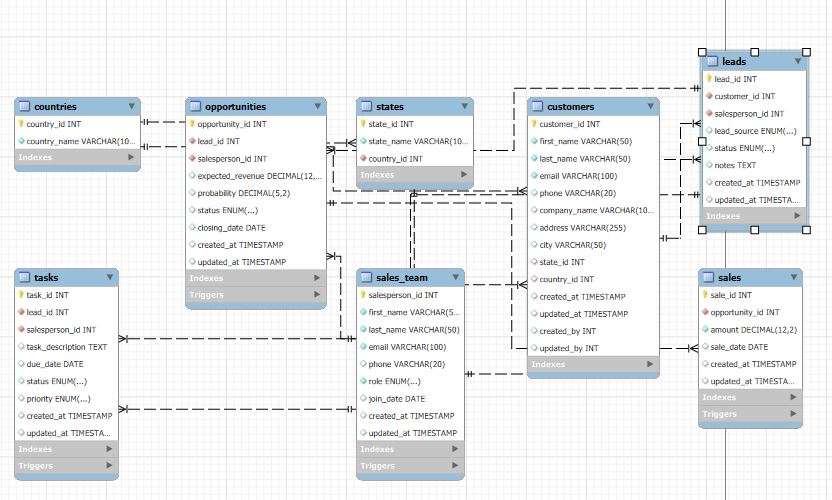 countries
country_id INT
country_name VARCHAR(10...
Indexes
opportunities
opportunity_id INT
lead_id INT
salesperson_id INT
expected_revenue DECIMAL(12,...
probability DECIMAL(5,2)
status ENUM(...)
closing_date DATE
created_at TIMESTAMP
updated_at TIMESTAMP
Indexes
Triggers
states
state_id INT
state_name VARCHAR(10...
country_id INT
Indexes
customers
customer_id INT
first_name VARCHAR(50)
last_name VARCHAR(50)
email VARCHAR(100)
phone VARCHAR(20)
company_name VARCHAR(10...
address VARCHAR(255)
city VARCHAR(50)
state_id INT
country_id INT
created_at TIMESTAMP
updated_at TIMESTAMP
created_by INT
updated_by INT
Indexes
leads
lead_id INT
customer_id INT
salesperson_id INT
lead_source ENUM(...)
status ENUM(...)
notes TEXT
created_at TIMESTAMP
updated_at TIMESTA...
Indexes
tasks
task_id INT
lead_id INT
salesperson_id INT
task_description TEXT
due_date DATE
status ENUM(...)
priority ENUM(...)
created_at TIMESTAMP
updated_at TIMESTA...
Indexes
Triggers
sales_team
salesperson_id INT
first_name VARCHAR(5...
last_name VARCHAR(50)
email VARCHAR(100)
phone VARCHAR(20)
role ENUM(...)
join_date DATE
created_at TIMESTAMP
updated_at TIMESTAMP
Indexes
Triggers
sales
sale_id INT
opportunity_id INT
amount DECIMAL(12,2)
sale_date DATE
created_at TIMESTAMP
updated_at TIMESTA...
Indexes
Triggers